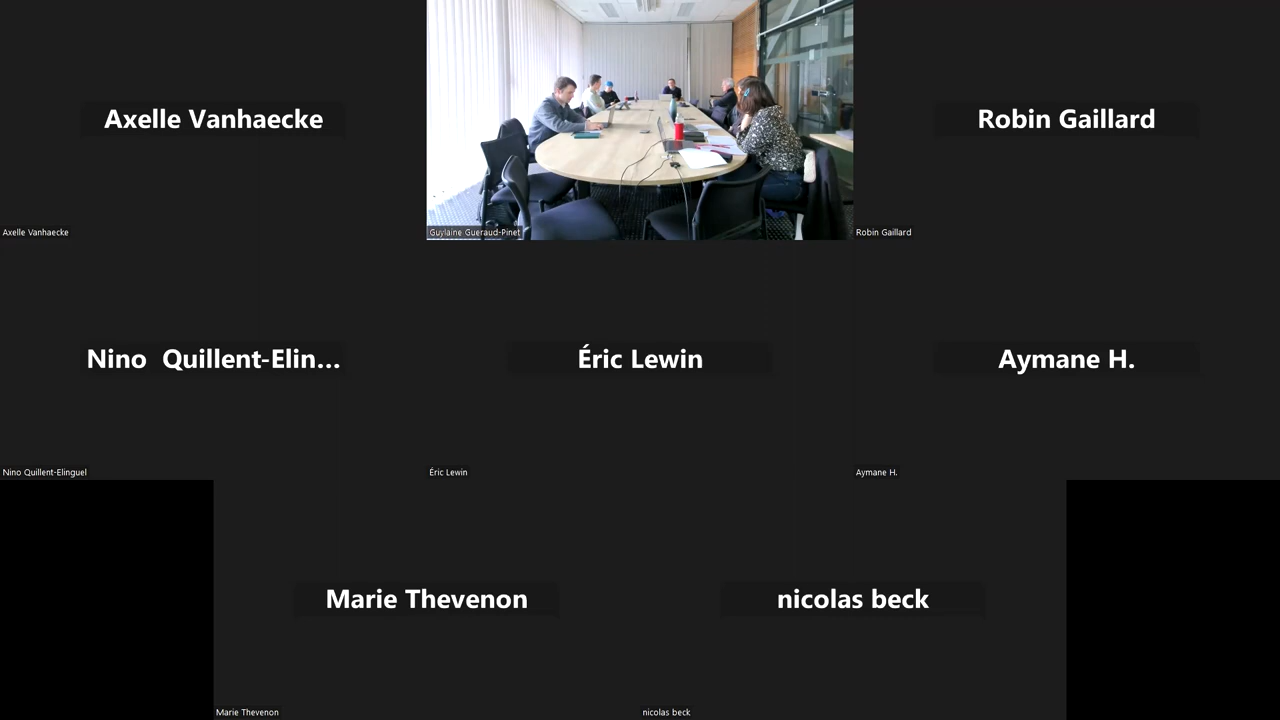 Axelle Vanhaecke
Axelle Vanhaecke
Guylaine Gueraud-Pinet
Robin Gaillard
Robin Gaillard
Nino Quillent-Elin...
Nino Quillent-Elinguel
Éric Lewin
Éric Lewin
Aymane H.
Aymane H.
Marie Thevenon
Marie Thevenon
nicolas beck
nicolas beck